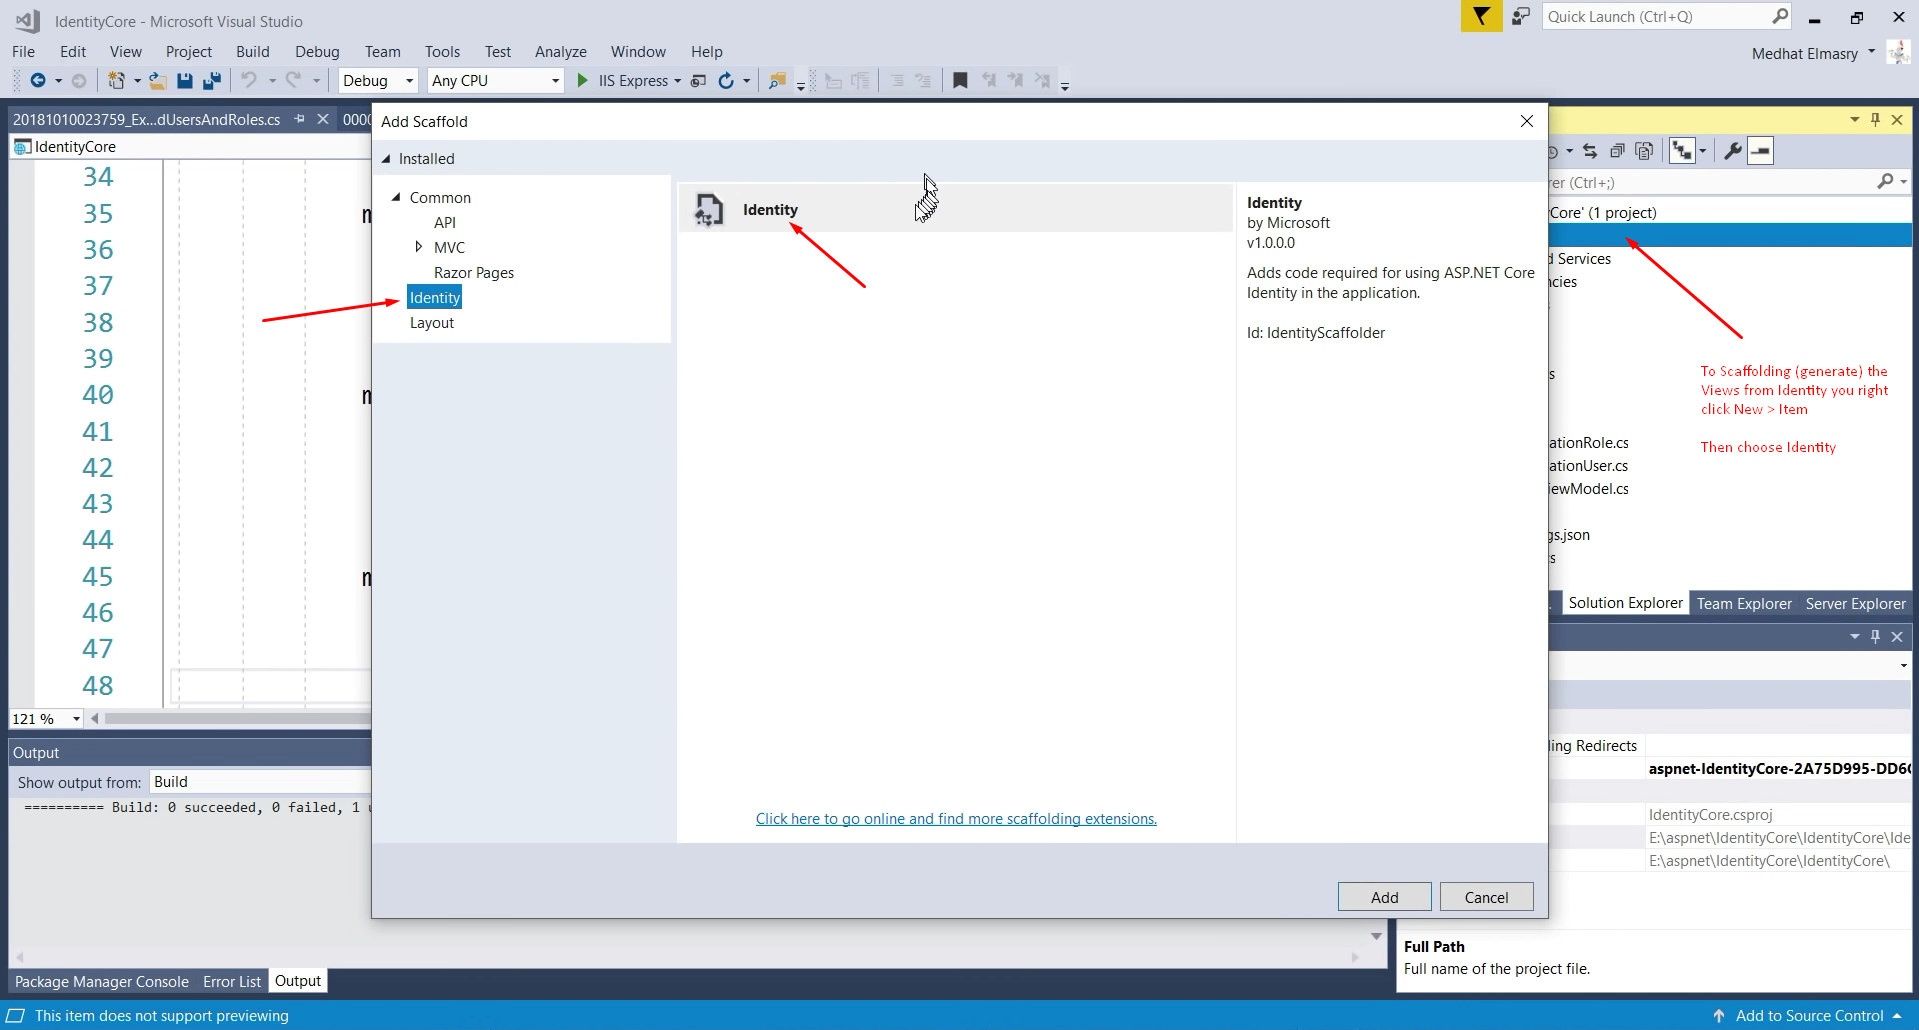 IdentityCore - Microsoft Visual Studio
Quick Launch (Ctrl+Q)
File Edit View Project Build Debug Team Tools Test Analyze Window Help
Medhat Elmasry
Debug Any CPU IIS Express
20181010023759_Ex...dUsersAndRoles.cs 000
IdentityCore
34
35 m
36
37
38
39
40 m
41
42
43
44
45 m
46
47
48
121 %
Output
Show output from: Build
========== Build: 0 succeeded, 0 failed, 1 u
Package Manager Console Error List Output
This item does not support previewing
Add to Source Control
Add Scaffold
Installed
Common
API
MVC
Razor Pages
Identity
Layout
Identity
Click here to go online and find more scaffolding extensions.
Identity
by Microsoft
v1.0.0.0
Adds code required for using ASP.NET Core
Identity in the application.
Id: IdentityScaffolder
Add Cancel
rer (Ctrl+;)
Core' (1 project)
d Services
ncies
s
ationRole.cs
ationUser.cs
iewModel.cs
gs.json
s
To Scaffolding (generate) the
Views from Identity you right
click New > Item
Then choose Identity
Solution Explorer Team Explorer Server Explorer
ing Redirects
aspnet-IdentityCore-2A75D995-DD6
IdentityCore.csproj
E:\aspnet\IdentityCore\IdentityCore\Ide
E:\aspnet\IdentityCore\IdentityCore\
Full Path
Full name of the project file.